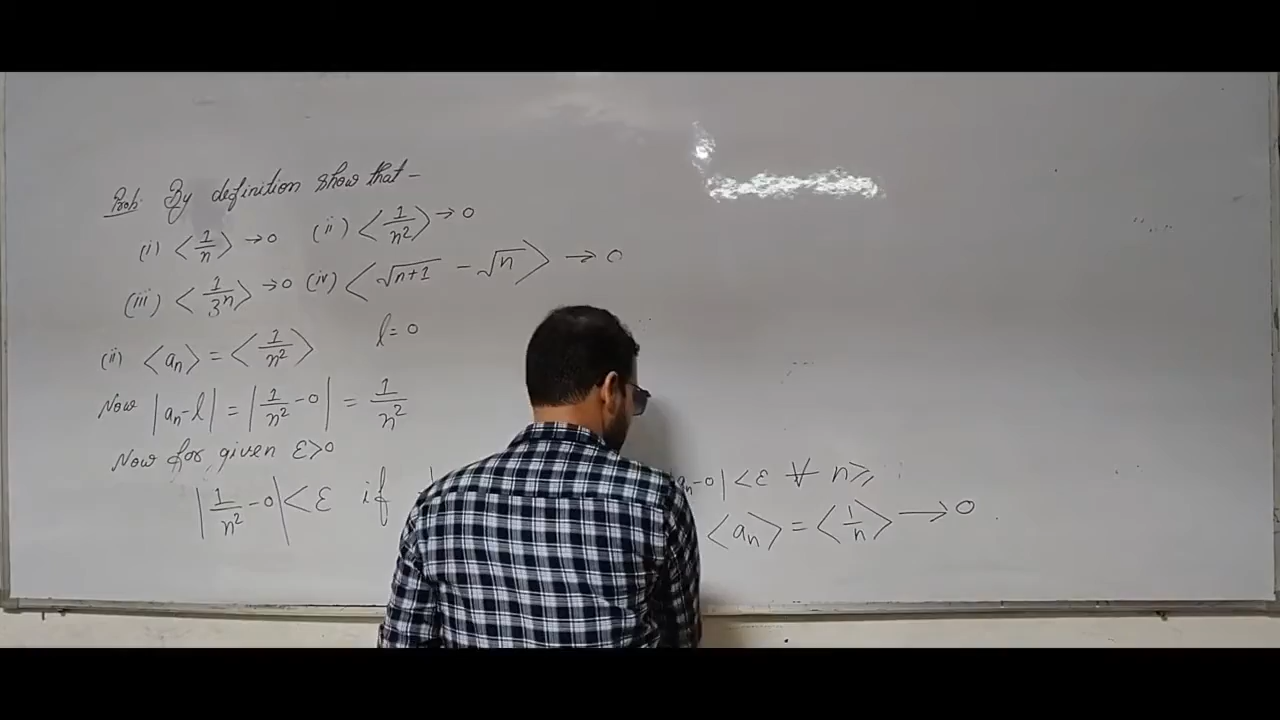 Prob. By definition show that -
(i) <1/n> → 0 (ii) <1/n²> → 0
(iii) <1/3ⁿ> → 0 (iv) <√n+1 - √n> → 0
(ii) <aₙ> = <1/n²> l = 0
Now |aₙ - l| = |1/n² - 0| = 1/n²
Now for given ε>0
|1/n² - 0| < ε if
aₙ - 0| < ε ∀ n ≥
<aₙ> = <1/n> → 0